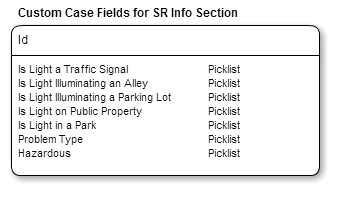 Custom Case Fields for SR Info Section
Id
Is Light a Traffic Signal Picklist
Is Light Illuminating an Alley Picklist
Is Light Illuminating a Parking Lot Picklist
Is Light on Public Property Picklist
Is Light in a Park Picklist
Problem Type Picklist
Hazardous Picklist